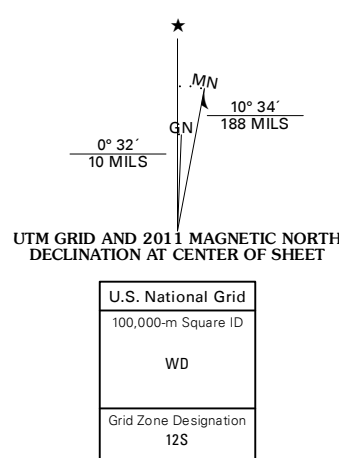 ★
MN
GN
10° 34´
188 MILS
0° 32´
10 MILS
UTM GRID AND 2011 MAGNETIC NORTH
DECLINATION AT CENTER OF SHEET
U.S. National Grid
100,000-m Square ID
WD
Grid Zone Designation
12S